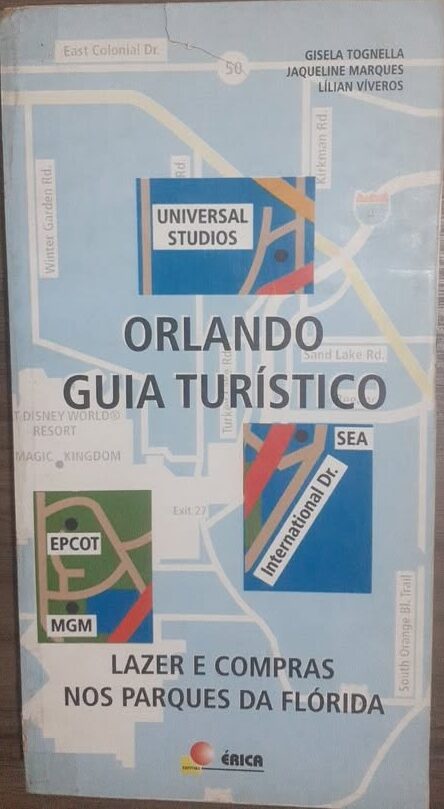 East Colonial Dr.
50
GISELA TOGNELLA
JAQUELINE MARQUES
LÍLIAN VÍVEROS
Winter Garden Rd.
Rd
Kirkman Rd.
UNIVERSAL
STUDIOS
ORLANDO
GUIA TURÍSTICO
Sand Lake Rd.
T DISNEY WORLD®
RESORT
MAGIC KINGDOM
SEA
International Dr.
Exit 27
EPCOT
MGM
South Orange Bl. Trail
LAZER E COMPRAS
NOS PARQUES DA FLÓRIDA
ÉRICA